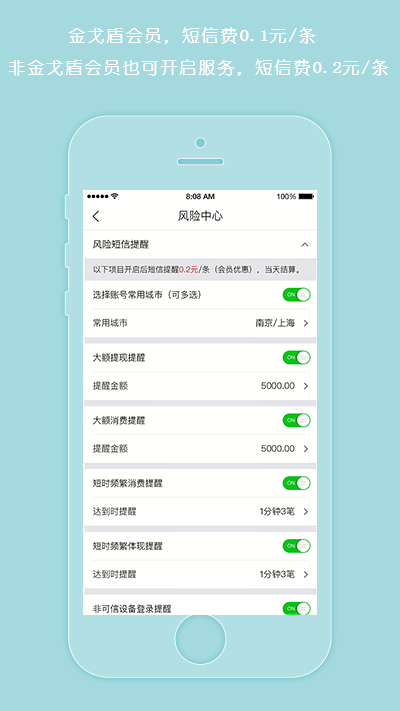 金戈盾会员，短信费0.1元/条
非金戈盾会员也可开启服务，短信费0.2元/条
8:08 AM 100%
风险中心
风险短信提醒
以下项目开启后短信提醒0.2元/条（会员优惠），当天结算。
选择账号常用城市（可多选） ON
常用城市 南京/上海
大额提现提醒 ON
提醒金额 5000.00
大额消费提醒 ON
提醒金额 5000.00
短时频繁消费提醒 ON
达到时提醒 1分钟3笔
短时频繁体现提醒 ON
达到时提醒 1分钟3笔
非可信设备登录提醒 ON